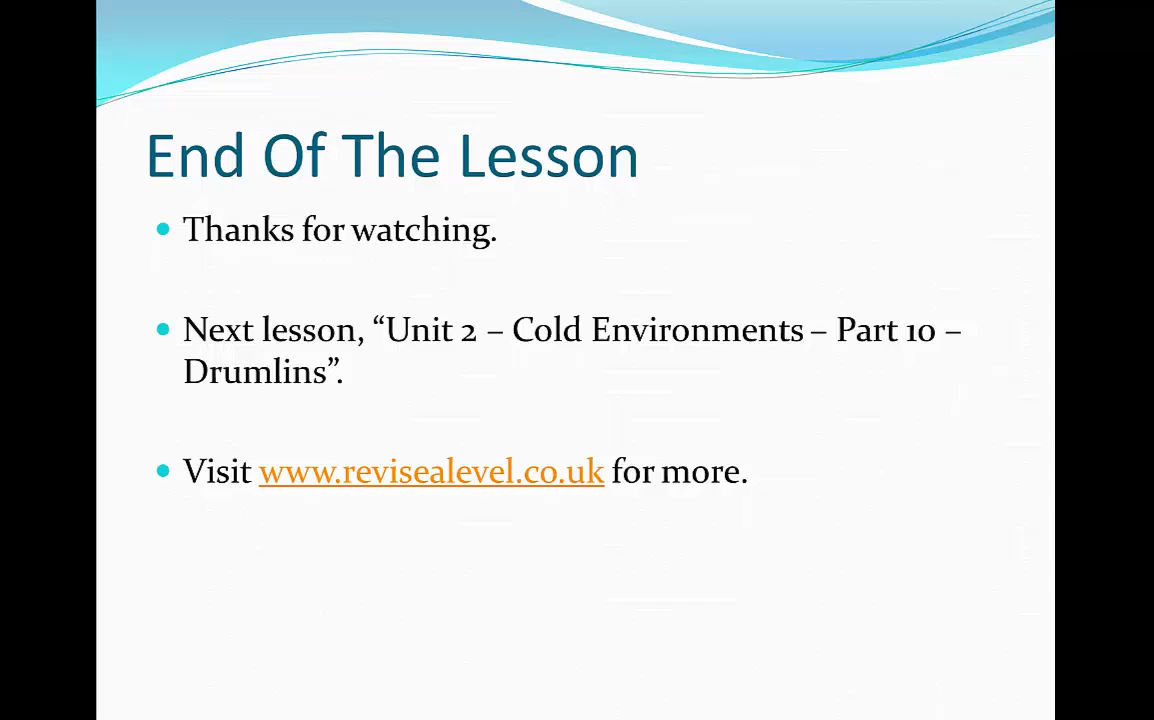 End Of The Lesson
Thanks for watching.
Next lesson, “Unit 2 – Cold Environments – Part 10 –
Drumlins”.
Visit www.revisealevel.co.uk for more.